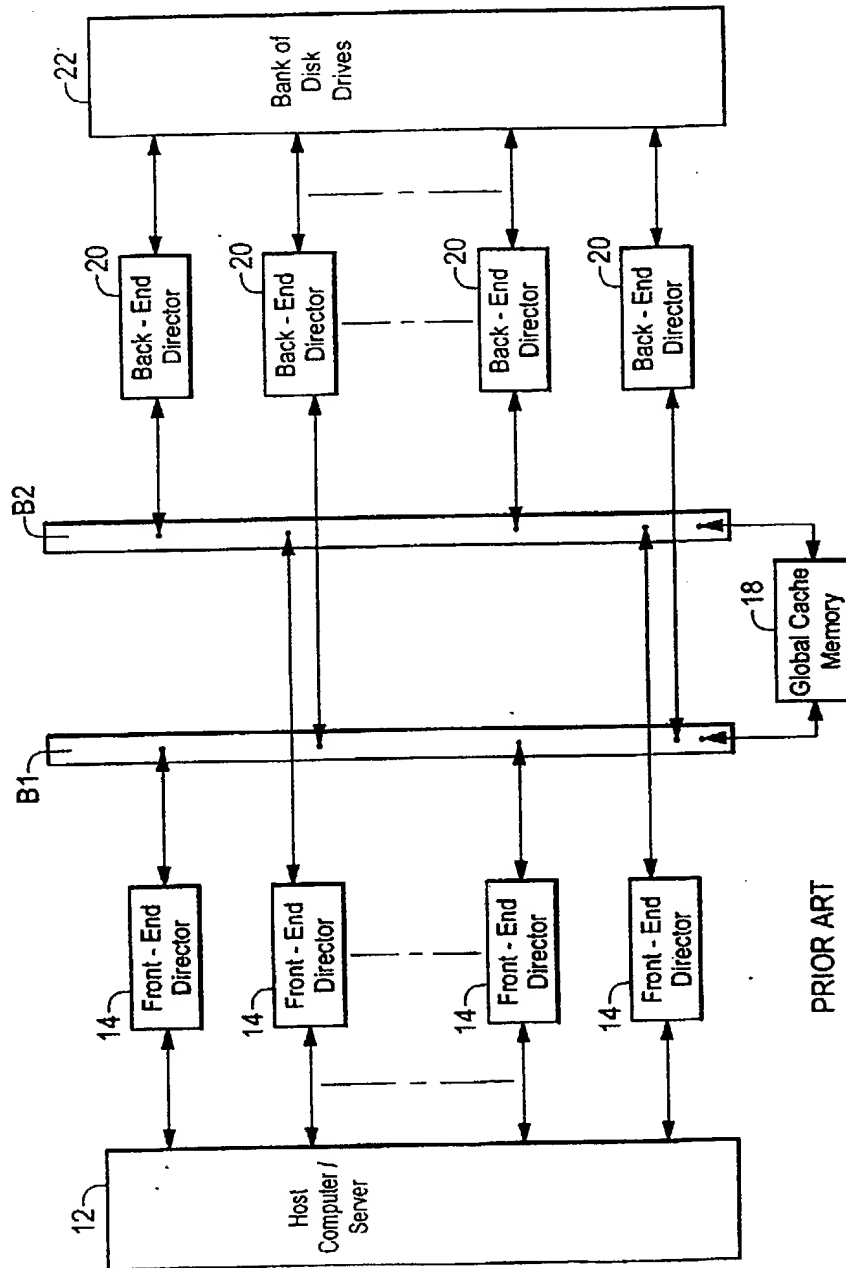 12
Host
Computer /
Server
14
Front - End
Director
14
Front - End
Director
14
Front - End
Director
14
Front - End
Director
B1
B2
18
Global Cache
Memory
20
Back - End
Director
20
Back - End
Director
20
Back - End
Director
20
Back - End
Director
22
Bank of
Disk
Drives
PRIOR ART